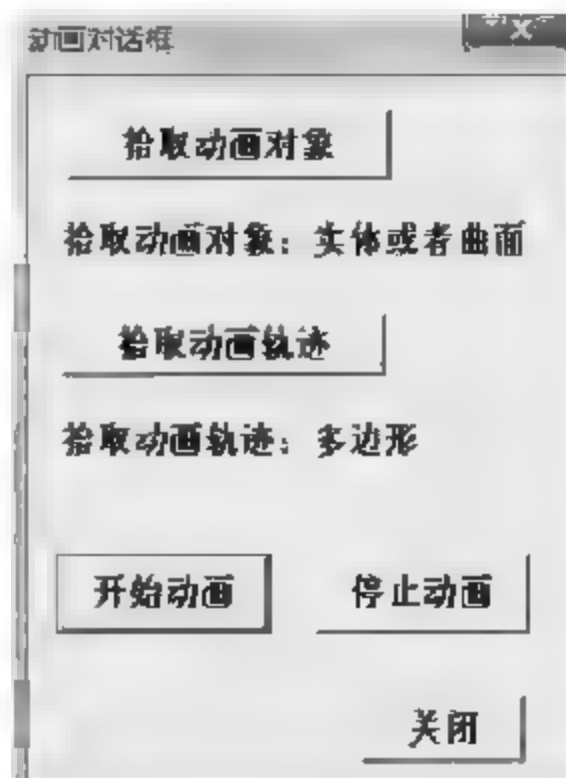 动画对话框
X
拾取动画对象
拾取动画对象：实体或者曲面
拾取动画轨迹
拾取动画轨迹：多边形
开始动画 停止动画
关闭